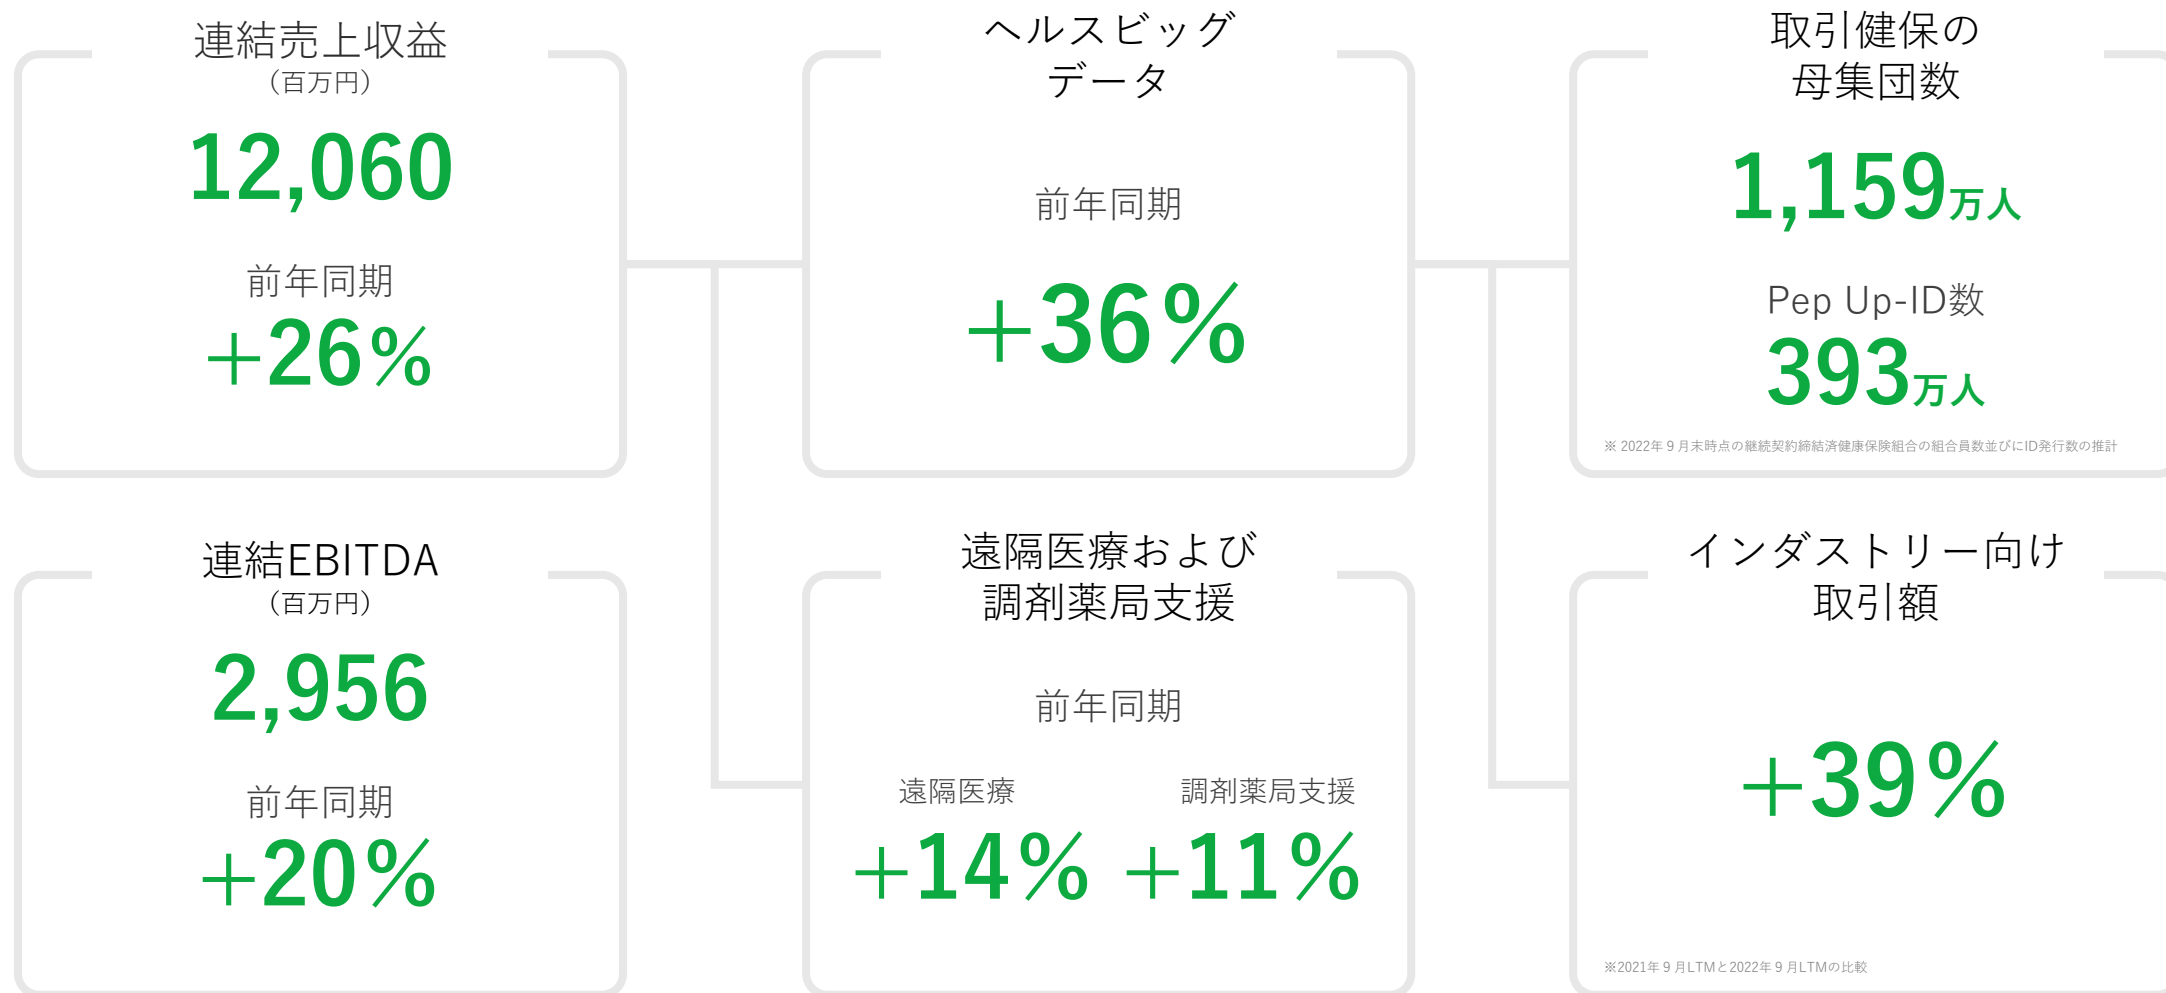 連結売上収益
（百万円）
12,060
前年同期
+26%
ヘルスビッグ
データ
前年同期
+36%
取引健保の
母集団数
1,159万人
Pep Up-ID数
393万人
※ 2022年９月末時点の継続契約締結済健康保険組合の組合員数並びにID発行数の推計
連結EBITDA
（百万円）
2,956
前年同期
+20%
遠隔医療および
調剤薬局支援
前年同期
遠隔医療 調剤薬局支援
+14% +11%
インダストリー向け
取引額
+39%
※2021年９月LTMと2022年９月LTMの比較